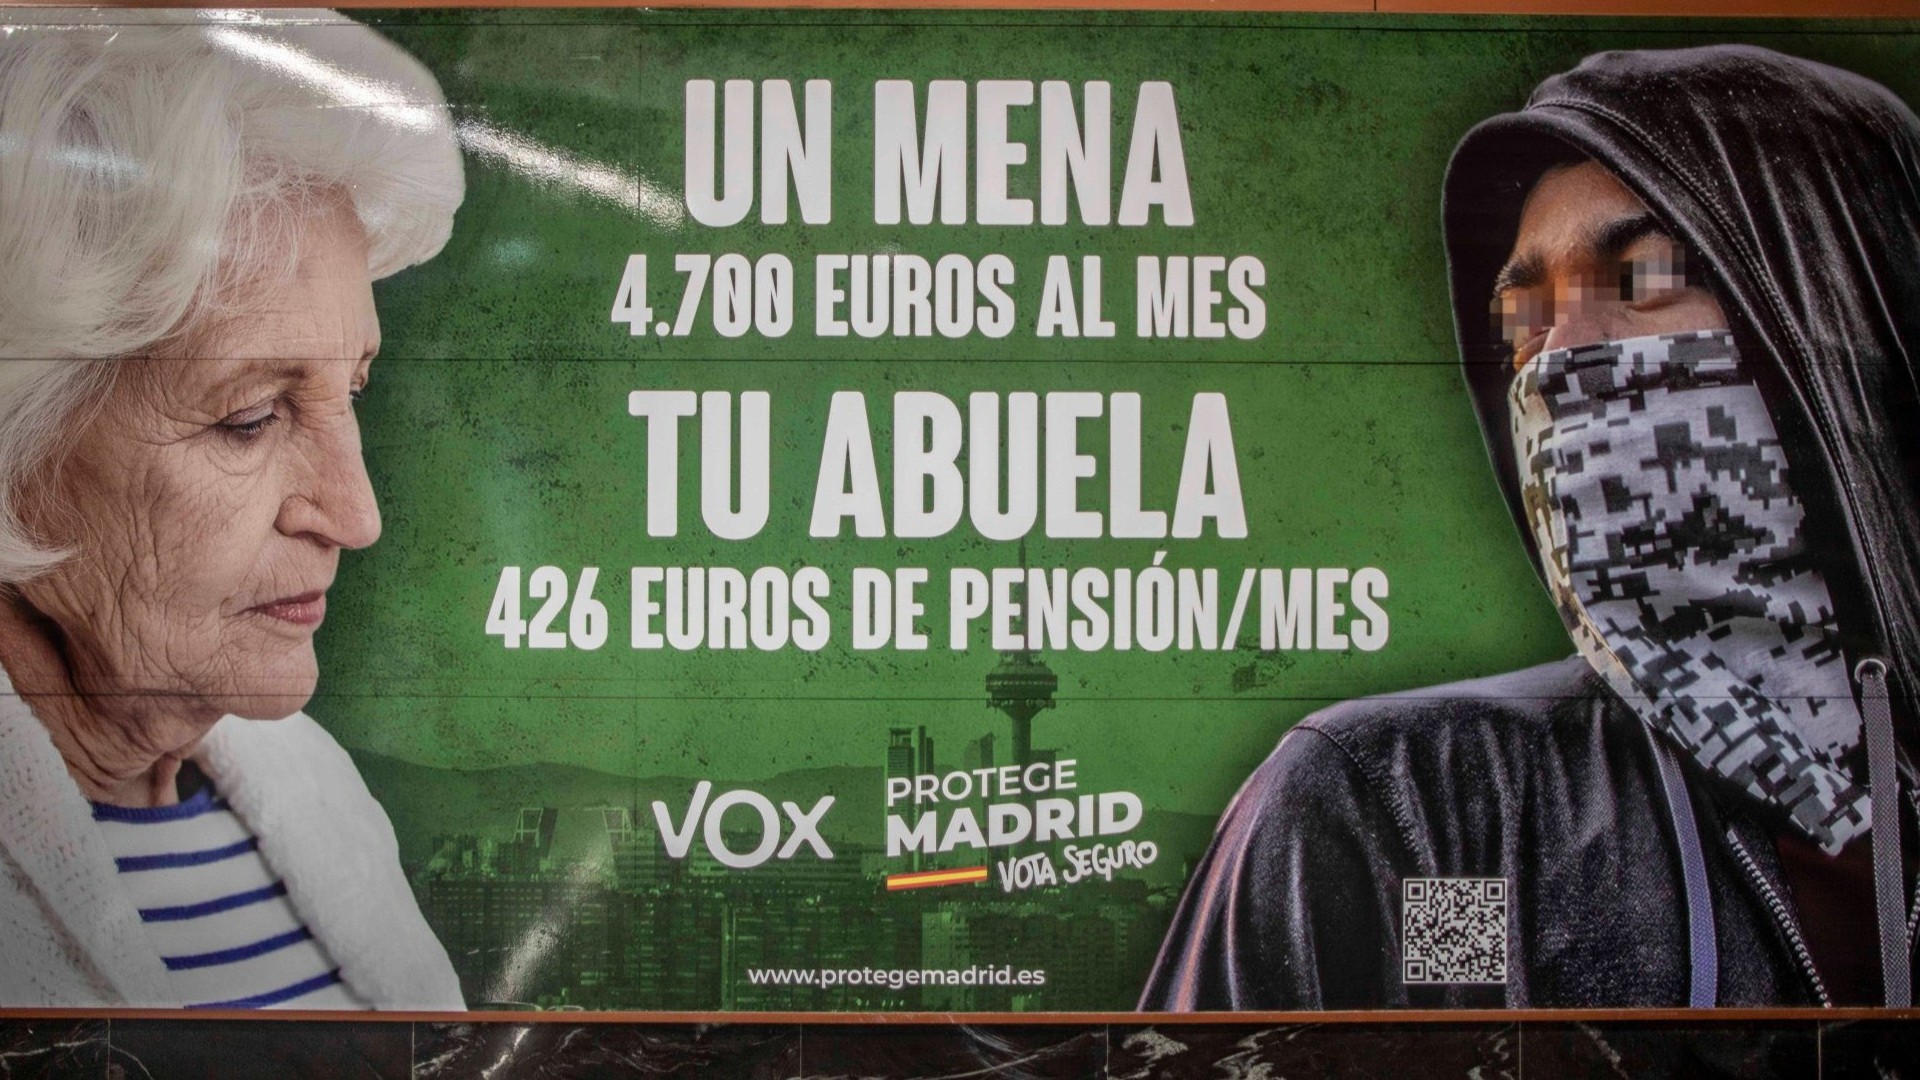 UN MENA
4.700 EUROS AL MES
TU ABUELA
426 EUROS DE PENSIÓN/MES
VOX
PROTEGE
MADRID
VOTA SEGURO
www.protegemadrid.es